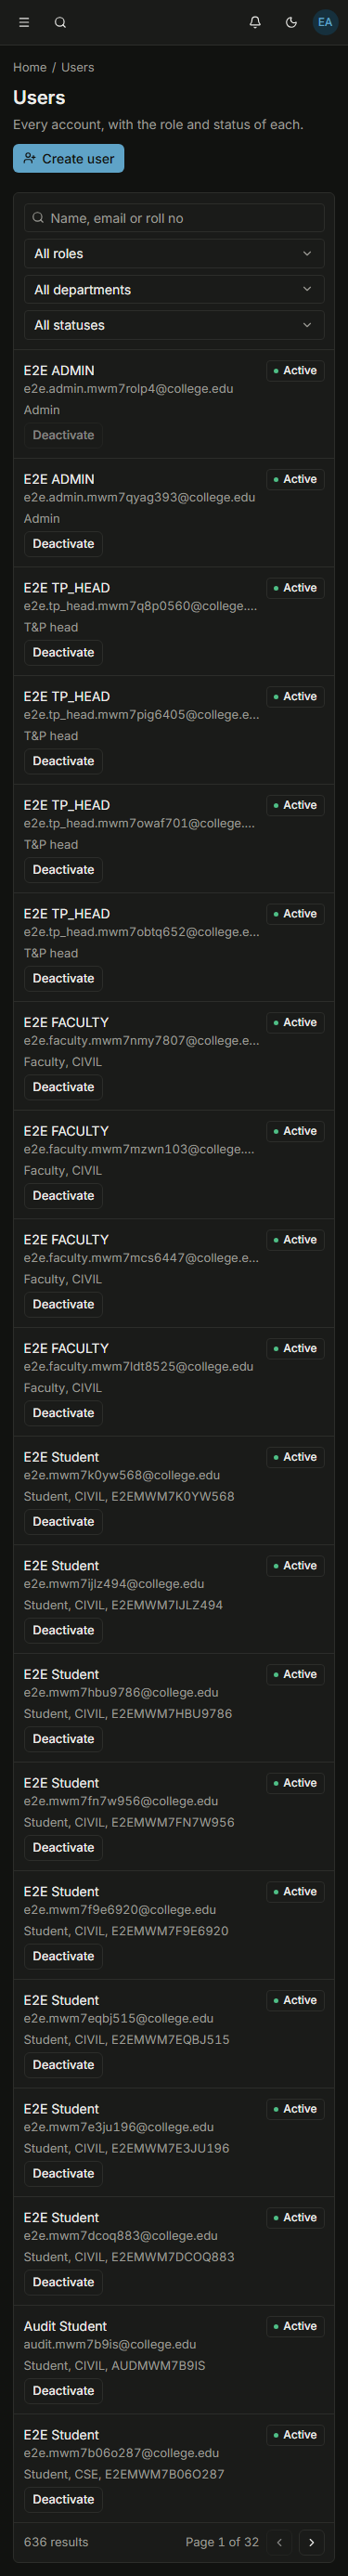 EA
Home / Users
Users
Every account, with the role and status of each.
Create user
Name, email or roll no
All roles
All departments
All statuses
E2E ADMIN Active
e2e.admin.mwm7rolp4@college.edu
Admin
Deactivate
E2E ADMIN Active
e2e.admin.mwm7qyag393@college.edu
Admin
Deactivate
E2E TP_HEAD Active
e2e.tp_head.mwm7q8p0560@college....
T&P head
Deactivate
E2E TP_HEAD Active
e2e.tp_head.mwm7pig6405@college.e...
T&P head
Deactivate
E2E TP_HEAD Active
e2e.tp_head.mwm7owaf701@college....
T&P head
Deactivate
E2E TP_HEAD Active
e2e.tp_head.mwm7obtq652@college.e...
T&P head
Deactivate
E2E FACULTY Active
e2e.faculty.mwm7nmy7807@college.e...
Faculty, CIVIL
Deactivate
E2E FACULTY Active
e2e.faculty.mwm7mzwn103@college....
Faculty, CIVIL
Deactivate
E2E FACULTY Active
e2e.faculty.mwm7mcs6447@college.e...
Faculty, CIVIL
Deactivate
E2E FACULTY Active
e2e.faculty.mwm7ldt8525@college.edu
Faculty, CIVIL
Deactivate
E2E Student Active
e2e.mwm7k0yw568@college.edu
Student, CIVIL, E2EMWM7K0YW568
Deactivate
E2E Student Active
e2e.mwm7ijlz494@college.edu
Student, CIVIL, E2EMWM7IJLZ494
Deactivate
E2E Student Active
e2e.mwm7hbu9786@college.edu
Student, CIVIL, E2EMWM7HBU9786
Deactivate
E2E Student Active
e2e.mwm7fn7w956@college.edu
Student, CIVIL, E2EMWM7FN7W956
Deactivate
E2E Student Active
e2e.mwm7f9e6920@college.edu
Student, CIVIL, E2EMWM7F9E6920
Deactivate
E2E Student Active
e2e.mwm7eqbj515@college.edu
Student, CIVIL, E2EMWM7EQBJ515
Deactivate
E2E Student Active
e2e.mwm7e3ju196@college.edu
Student, CIVIL, E2EMWM7E3JU196
Deactivate
E2E Student Active
e2e.mwm7dcoq883@college.edu
Student, CIVIL, E2EMWM7DCOQ883
Deactivate
Audit Student Active
audit.mwm7b9is@college.edu
Student, CIVIL, AUDMWM7B9IS
Deactivate
E2E Student Active
e2e.mwm7b06o287@college.edu
Student, CSE, E2EMWM7B06O287
Deactivate
636 results Page 1 of 32